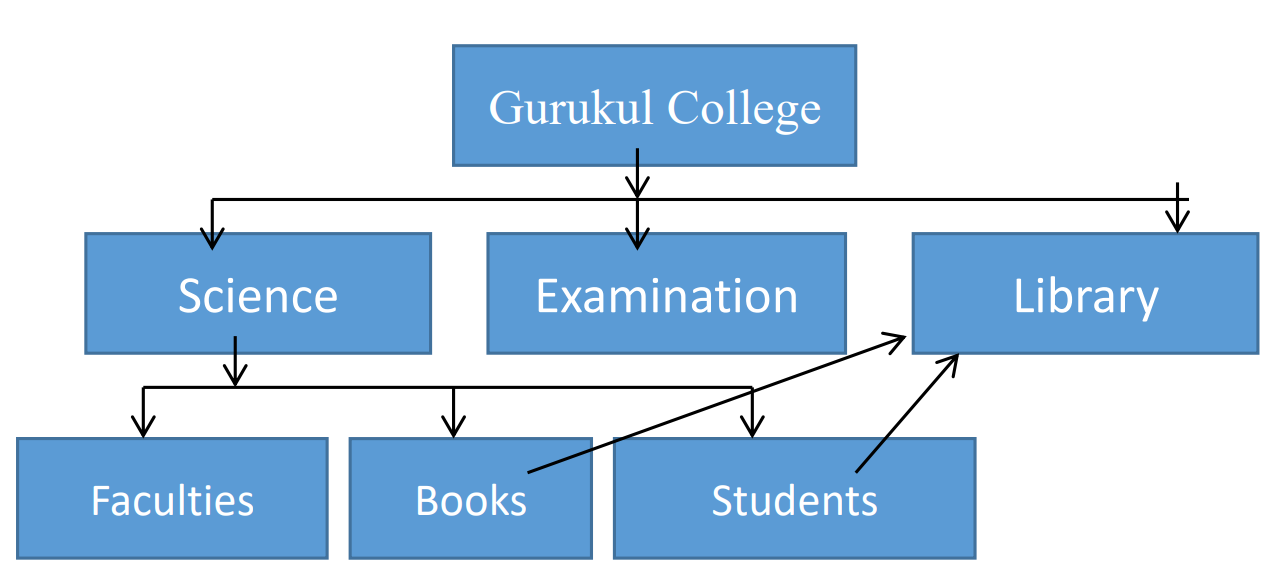 Gurukul College
Science
Examination
Library
Faculties
Books
Students